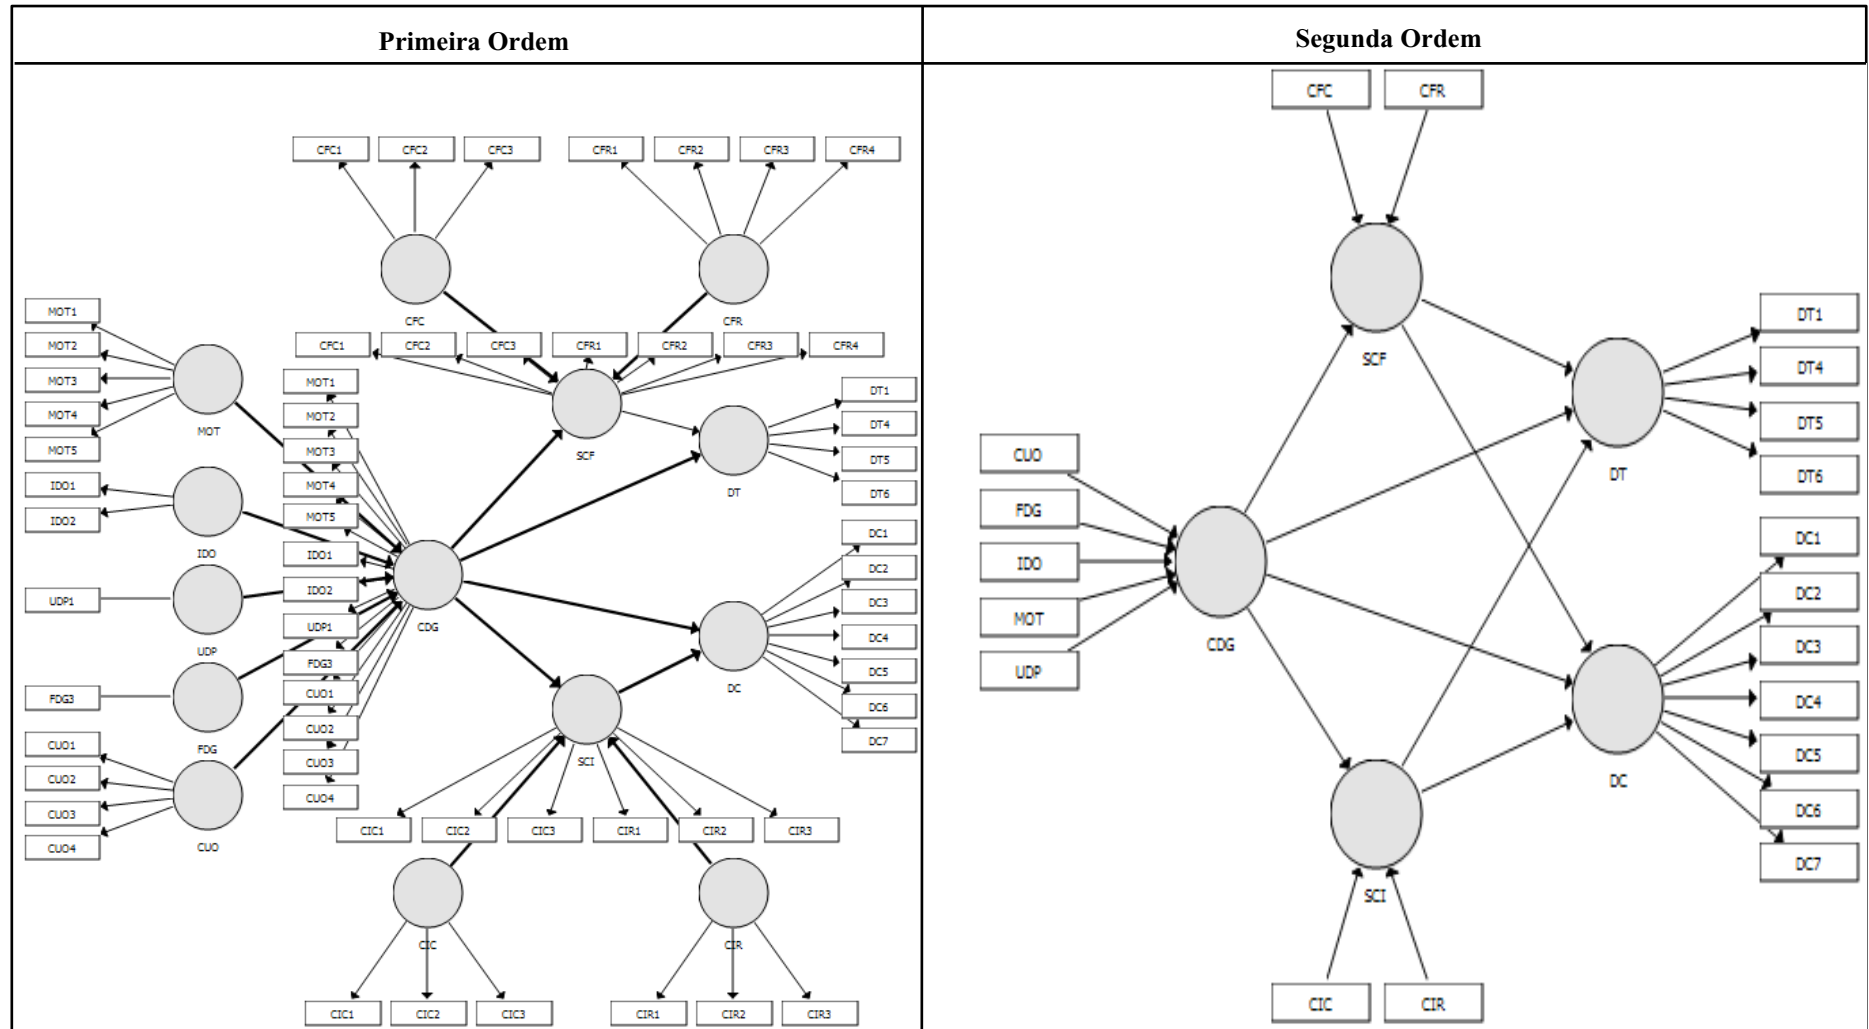 Primeira Ordem
Segunda Ordem
CFC1
CFC2
CFC3
CFR1
CFR2
CFR3
CFR4
CFC
CFR
MOT1
MOT2
MOT3
MOT4
MOT5
MOT
IDO1
IDO2
IDO
UDP1
UDP
FDG3
FDG
CUO1
CUO2
CUO3
CUO4
CUO
CFC1
CFC2
CFC3
CFR1
CFR2
CFR3
CFR4
SCF
MOT1
MOT2
MOT3
MOT4
MOT5
IDO1
IDO2
UDP1
FDG3
CUO1
CUO2
CUO3
CUO4
CDG
DT1
DT4
DT5
DT6
DT
DC1
DC2
DC3
DC4
DC5
DC6
DC7
DC
SCI
CIC1
CIC2
CIC3
CIR1
CIR2
CIR3
CIC
CIR
CIC1
CIC2
CIC3
CIR1
CIR2
CIR3
CFC
CFR
SCF
CUO
FDG
IDO
MOT
UDP
CDG
DT1
DT4
DT5
DT6
DT
DC1
DC2
DC3
DC4
DC5
DC6
DC7
DC
SCI
CIC
CIR